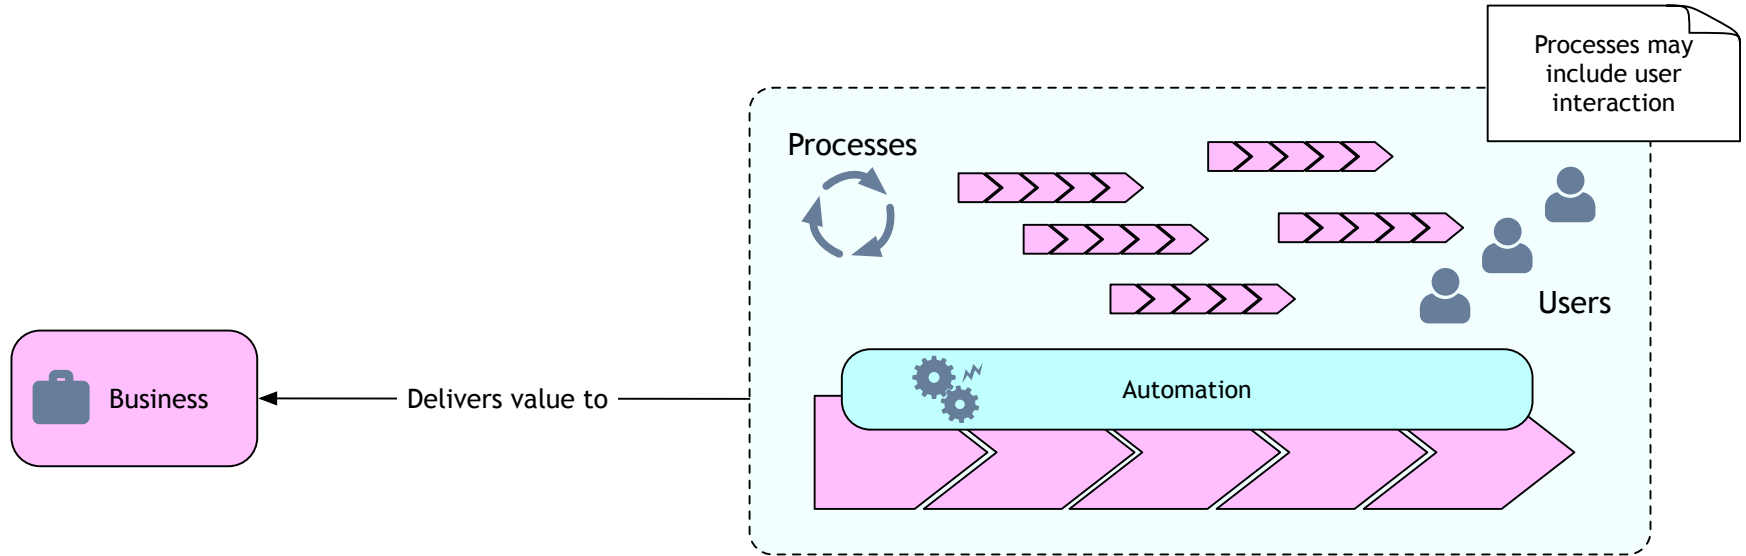 Processes may
include user
interaction
Processes
Users
Business
Delivers value to
Automation